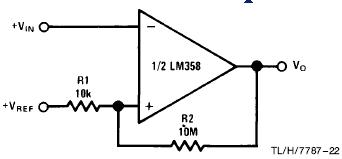 +VIN
−
1/2 LM358
VO
R1
10k
+VREF
+
R2
10M
TL/H/7787–22